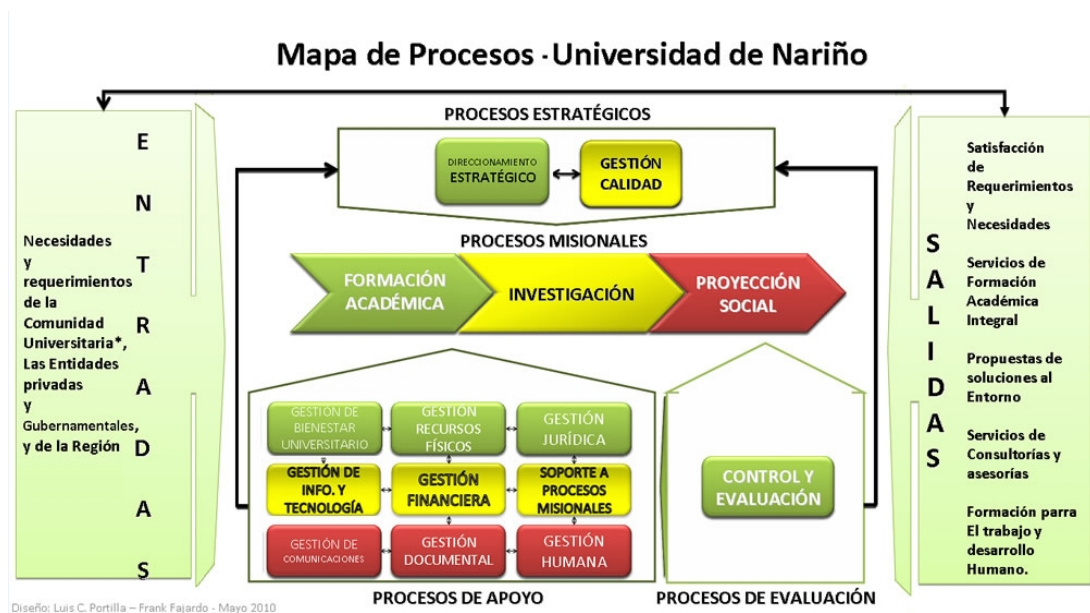 Mapa de Procesos - Universidad de Nariño
E
N
T
R
A
D
A
S
Necesidades
y
requerimientos
de la
Comunidad
Universitaria*,
Las Entidades
privadas
y
Gubernamentales,
y de la Región
PROCESOS ESTRATÉGICOS
DIRECCIONAMIENTO
ESTRATÉGICO
GESTIÓN
CALIDAD
PROCESOS MISIONALES
FORMACIÓN
ACADÉMICA
INVESTIGACIÓN
PROYECCIÓN
SOCIAL
GESTIÓN DE
BIENESTAR
UNIVERSITARIO
GESTIÓN
RECURSOS
FÍSICOS
GESTIÓN
JURÍDICA
GESTIÓN DE
INFO. Y
TECNOLOGÍA
GESTIÓN
FINANCIERA
SOPORTE A
PROCESOS
MISIONALES
GESTIÓN DE
COMUNICACIONES
GESTIÓN
DOCUMENTAL
GESTIÓN
HUMANA
PROCESOS DE APOYO
CONTROL Y
EVALUACIÓN
PROCESOS DE EVALUACIÓN
S
A
L
I
D
A
S
Satisfacción
de
Requerimientos
y
Necesidades
Servicios de
Formación
Académica
Integral
Propuestas de
soluciones al
Entorno
Servicios de
Consultorías y
asesorías
Formación parra
El trabajo y
desarrollo
Humano.
Diseño: Luis C. Portilla – Frank Fajardo - Mayo 2010